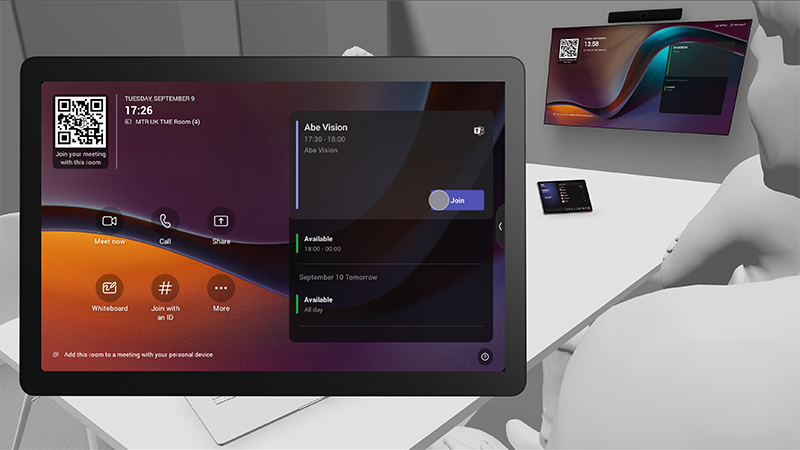 TUESDAY, SEPTEMBER 9
17:26
MTR UK TME Room (4)
Join your meeting
with this room
Meet now
Call
Share
Whiteboard
Join with
an ID
More
Add this room to a meeting with your personal device
Abe Vision
17:30 - 18:00
Abe Vision
Join
Available
18:00 - 00:00
September 10 Tomorrow
Available
All day
13:58
Available